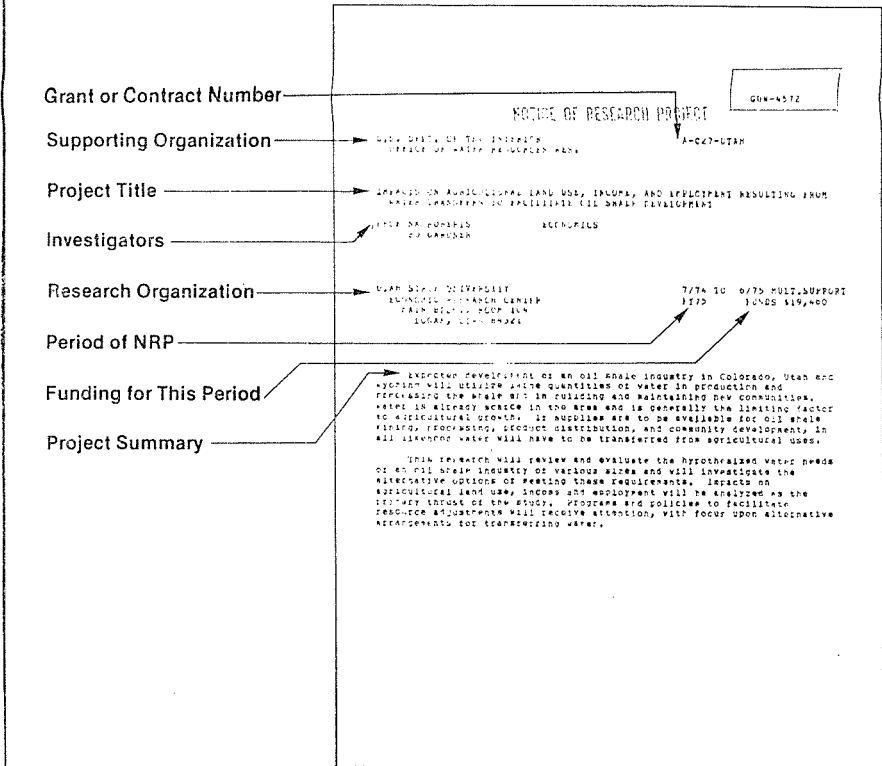 GUW-4572
NOTICE OF RESEARCH PROJECT
Grant or Contract Number
A-027-UTAH
Supporting Organization
U.S. DEPT. OF THE INTERIOR
OFFICE OF WATER RESOURCES RES.
Project Title
IMPACTS ON AGRICULTURAL LAND USE, INCOME, AND EMPLOYMENT RESULTING FROM
WATER TRANSFERS TO FACILITATE OIL SHALE DEVELOPMENT
Investigators
NK ROBERTS ECONOMICS
BD GARDNER
Research Organization
UTAH STATE UNIVERSITY 7/74 TO 6/75 MULT.SUPPORT
ECONOMIC RESEARCH CENTER FY75 FUNDS $19,460
MAIN BLDG., ROOM 164
LOGAN, UTAH 84321
Period of NRP
Funding for This Period
Project Summary
Expected development of an oil shale industry in Colorado, Utah and
Wyoming will utilize large quantities of water in production and
processing the shale and in building and maintaining new communities.
Water is already scarce in the area and is generally the limiting factor
to agricultural growth. If supplies are to be available for oil shale
mining, processing, product distribution, and community development, in
all likelihood water will have to be transferred from agricultural uses.
This research will review and evaluate the hypothesized water needs
of an oil shale industry of various sizes and will investigate the
alternative options of meeting these requirements. Impacts on
agricultural land use, income and employment will be analyzed as the
primary thrust of the study. Programs and policies to facilitate
resource adjustments will receive attention, with focus upon alternative
arrangements for transferring water.